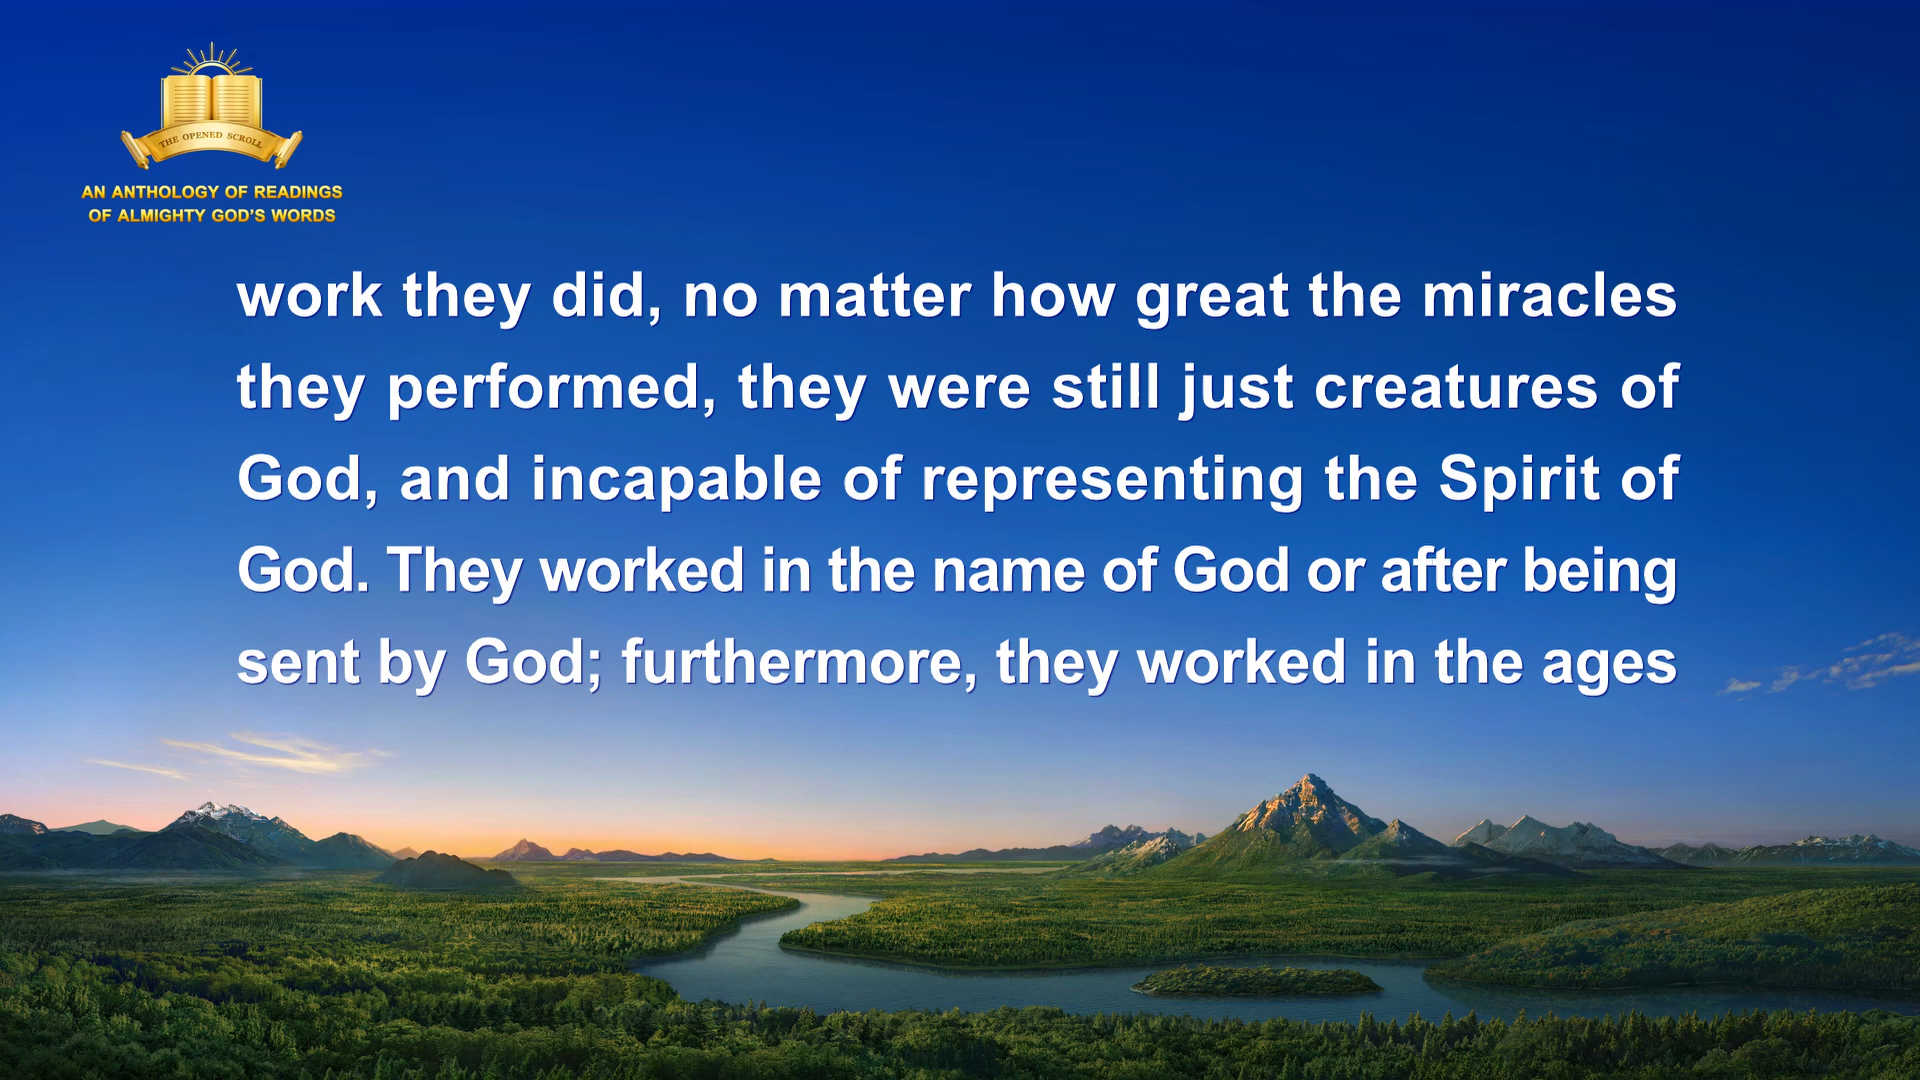 THE OPENED SCROLL
AN ANTHOLOGY OF READINGS
OF ALMIGHTY GOD'S WORDS
work they did, no matter how great the miracles
they performed, they were still just creatures of
God, and incapable of representing the Spirit of
God. They worked in the name of God or after being
sent by God; furthermore, they worked in the ages